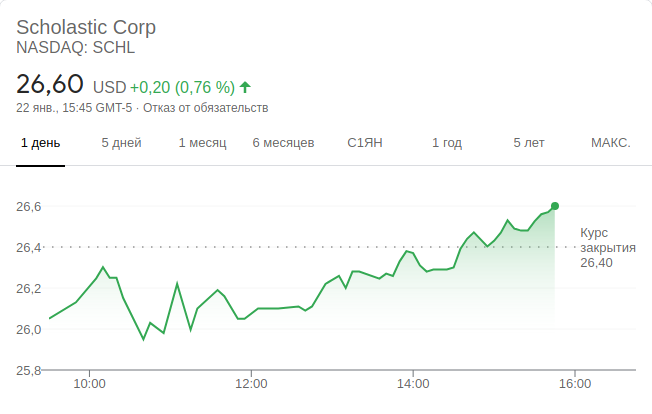 Scholastic Corp
NASDAQ: SCHL
26,60 USD +0,20 (0,76 %)
22 янв., 15:45 GMT-5 · Отказ от обязательств
1 день 5 дней 1 месяц 6 месяцев С1ЯН 1 год 5 лет МАКС.
26,6
Курс
26,4 закрытия
26,40
26,2
26,0
25,8
10:00 12:00 14:00 16:00